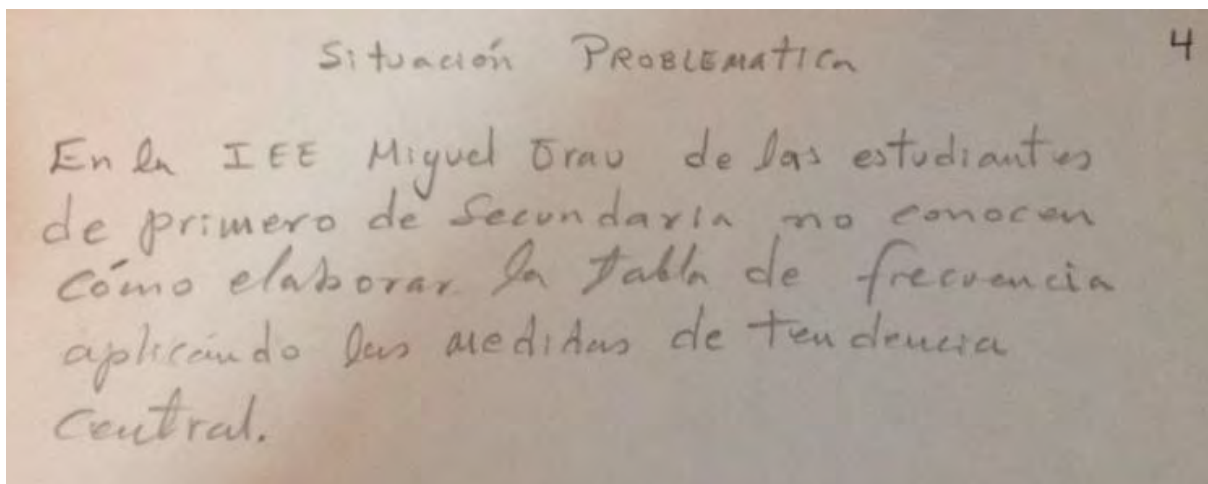 Situación PROBLEMATICA 4
En la IEE Miguel Grau de las estudiantes
de primero de Secundaria no conocen
cómo elaborar la tabla de frecuencia
aplicando las medidas de tendencia
central.